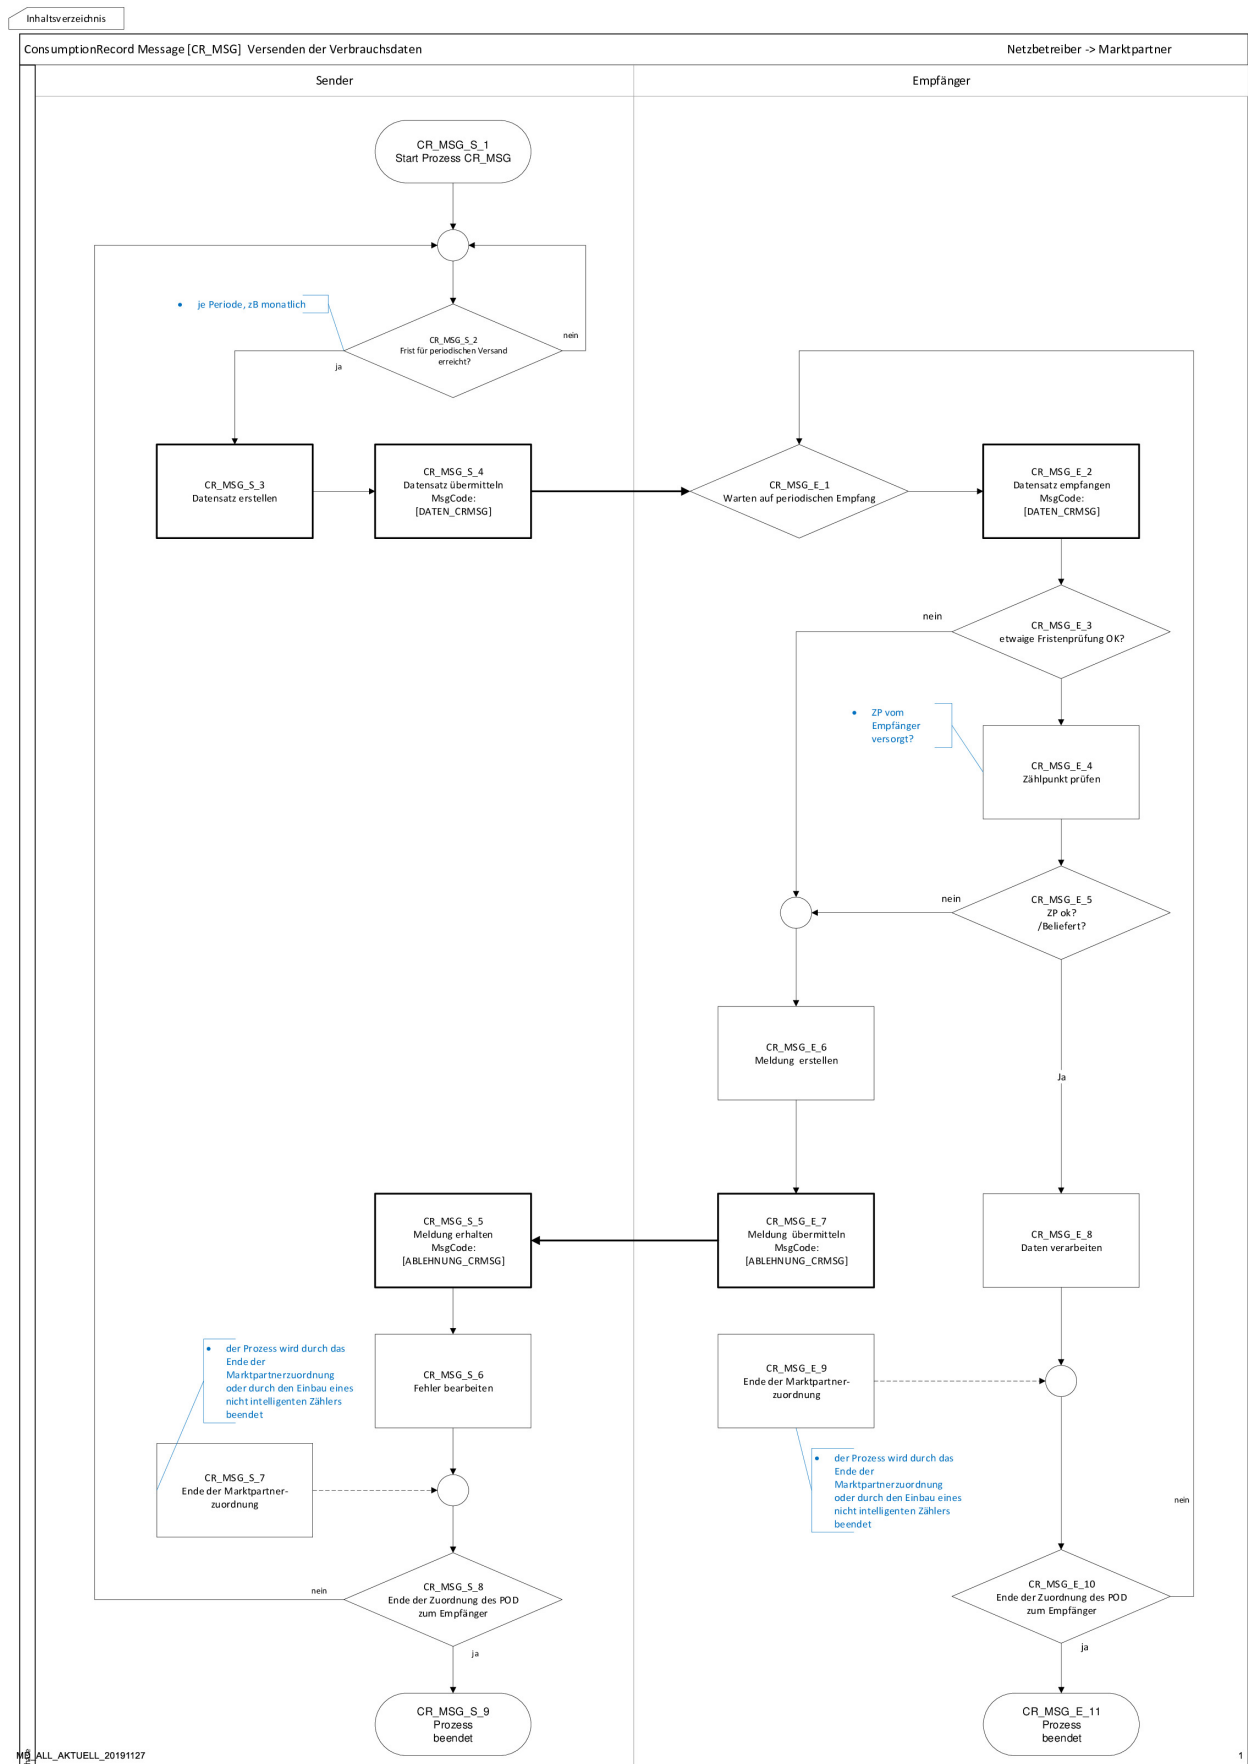 Inhaltsverzeichnis
ConsumptionRecord Message [CR_MSG]  Versenden der Verbrauchsdaten
Netzbetreiber -> Marktpartner
Sender
Empfänger
CR_MSG_S_1
Start Prozess CR_MSG
• je Periode, zB monatlich
CR_MSG_S_2
Frist für periodischen Versand
erreicht?
nein
ja
CR_MSG_S_3
Datensatz erstellen
CR_MSG_S_4
Datensatz übermitteln
MsgCode:
[DATEN_CRMSG]
CR_MSG_E_1
Warten auf periodischen Empfang
CR_MSG_E_2
Datensatz empfangen
MsgCode:
[DATEN_CRMSG]
nein
CR_MSG_E_3
etwaige Fristenprüfung OK?
• ZP vom
Empfänger
versorgt?
CR_MSG_E_4
Zählpunkt prüfen
nein
CR_MSG_E_5
ZP ok?
/Beliefert?
CR_MSG_E_6
Meldung  erstellen
Ja
CR_MSG_S_5
Meldung erhalten
MsgCode:
[ABLEHNUNG_CRMSG]
CR_MSG_E_7
Meldung  übermitteln
MsgCode:
[ABLEHNUNG_CRMSG]
CR_MSG_E_8
Daten verarbeiten
• der Prozess wird durch das
Ende der
Marktpartnerzuordnung
oder durch den Einbau eines
nicht intelligenten Zählers
beendet
CR_MSG_S_6
Fehler bearbeiten
CR_MSG_E_9
Ende der Marktpartner-
zuordnung
CR_MSG_S_7
Ende der Marktpartner-
zuordnung
• der Prozess wird durch das
Ende der
Marktpartnerzuordnung
oder durch den Einbau eines
nicht intelligenten Zählers
beendet
nein
nein
CR_MSG_S_8
Ende der Zuordnung des POD
zum Empfänger
CR_MSG_E_10
Ende der Zuordnung des POD
zum Empfänger
ja
ja
CR_MSG_S_9
Prozess
beendet
CR_MSG_E_11
Prozess
beendet
MD_ALL_AKTUELL_20191127
1